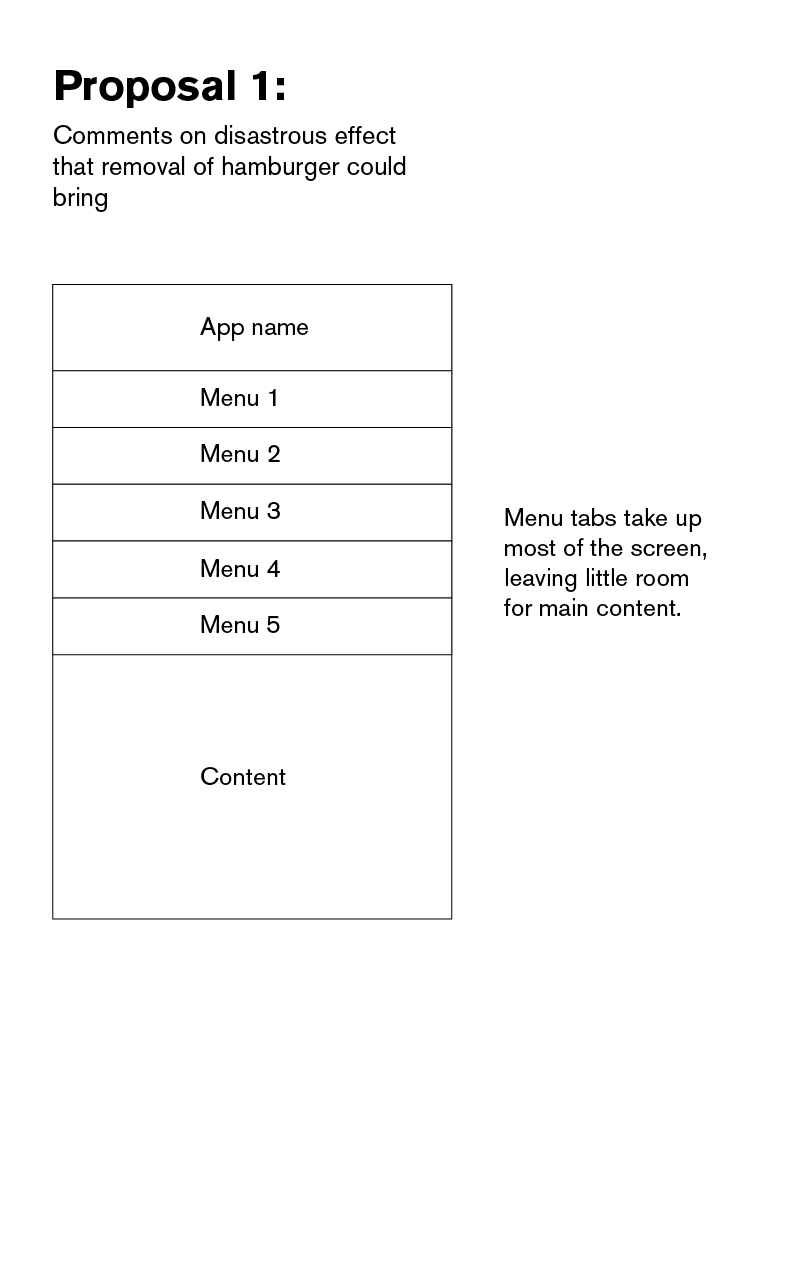 Proposal 1:
Comments on disastrous effect
that removal of hamburger could
bring
App name
Menu 1
Menu 2
Menu 3
Menu 4
Menu 5
Content
Menu tabs take up
most of the screen,
leaving little room
for main content.